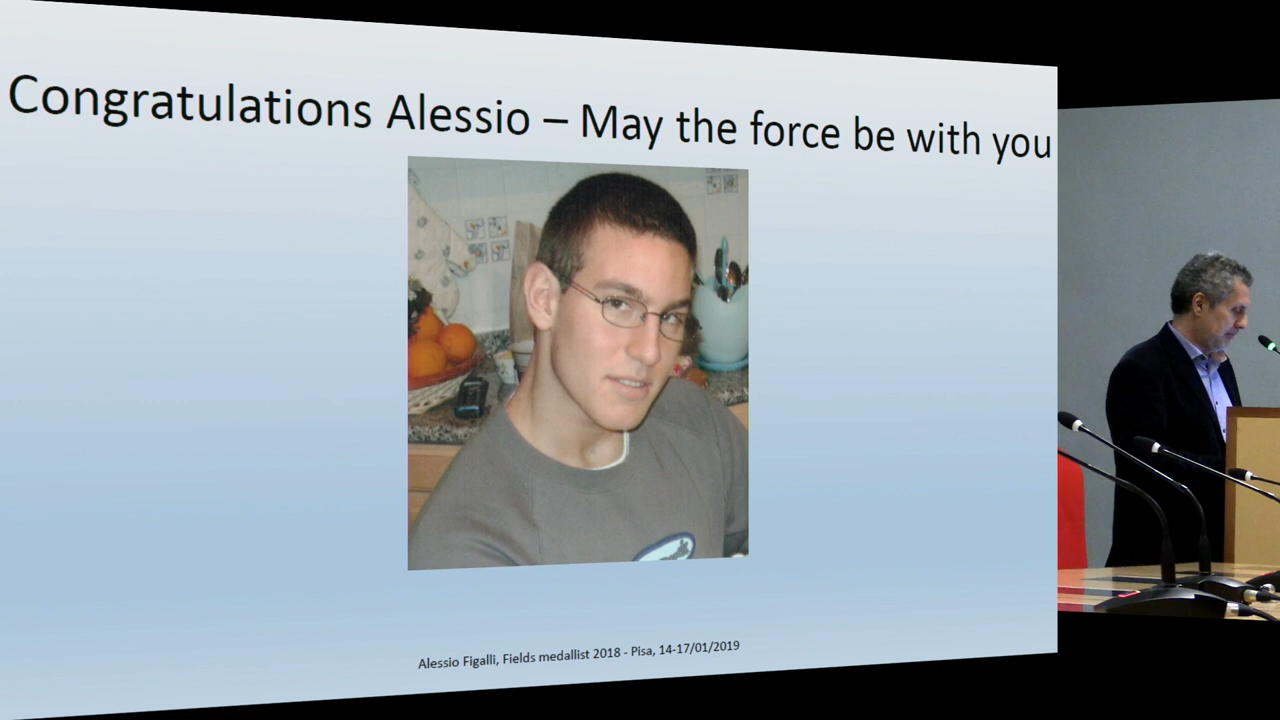 Congratulations Alessio – May the force be with you
Alessio Figalli, Fields medallist 2018 - Pisa, 14-17/01/2019